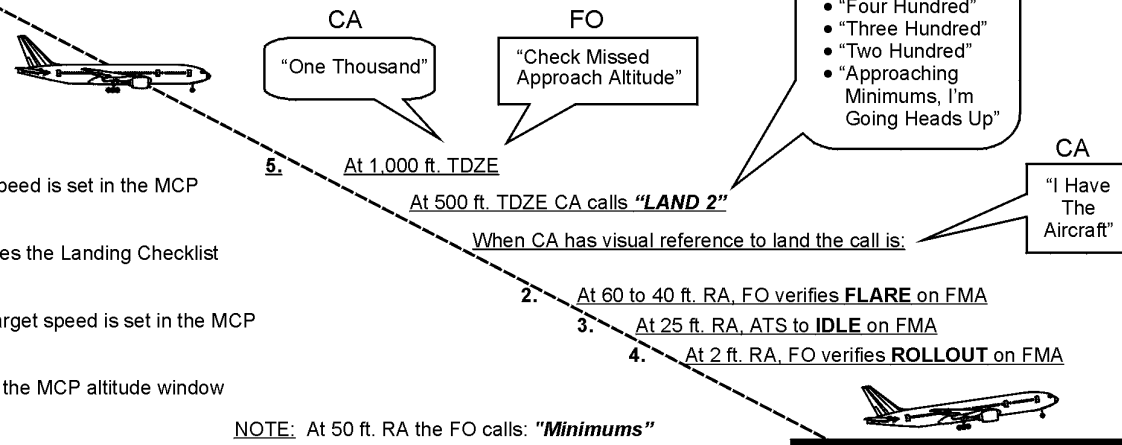 CA
FO
“One Thousand”
“Check Missed
Approach Altitude”
• “Four Hundred”
• “Three Hundred”
• “Two Hundred”
• “Approaching
Minimums, I’m
Going Heads Up”
CA
“I Have
The
Aircraft”
5. At 1,000 ft. TDZE
At 500 ft. TDZE CA calls “LAND 2”
When CA has visual reference to land the call is:
2. At 60 to 40 ft. RA, FO verifies FLARE on FMA
3. At 25 ft. RA, ATS to IDLE on FMA
4. At 2 ft. RA, FO verifies ROLLOUT on FMA
peed is set in the MCP
es the Landing Checklist
arget speed is set in the MCP
the MCP altitude window
NOTE: At 50 ft. RA the FO calls: "Minimums”